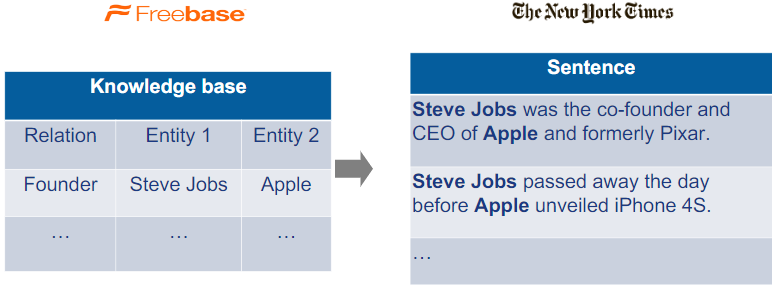 Freebase
The New York Times
Knowledge base
Relation Entity 1 Entity 2
Founder Steve Jobs Apple
… … …
Sentence
Steve Jobs was the co-founder and
CEO of Apple and formerly Pixar.
Steve Jobs passed away the day
before Apple unveiled iPhone 4S.
…